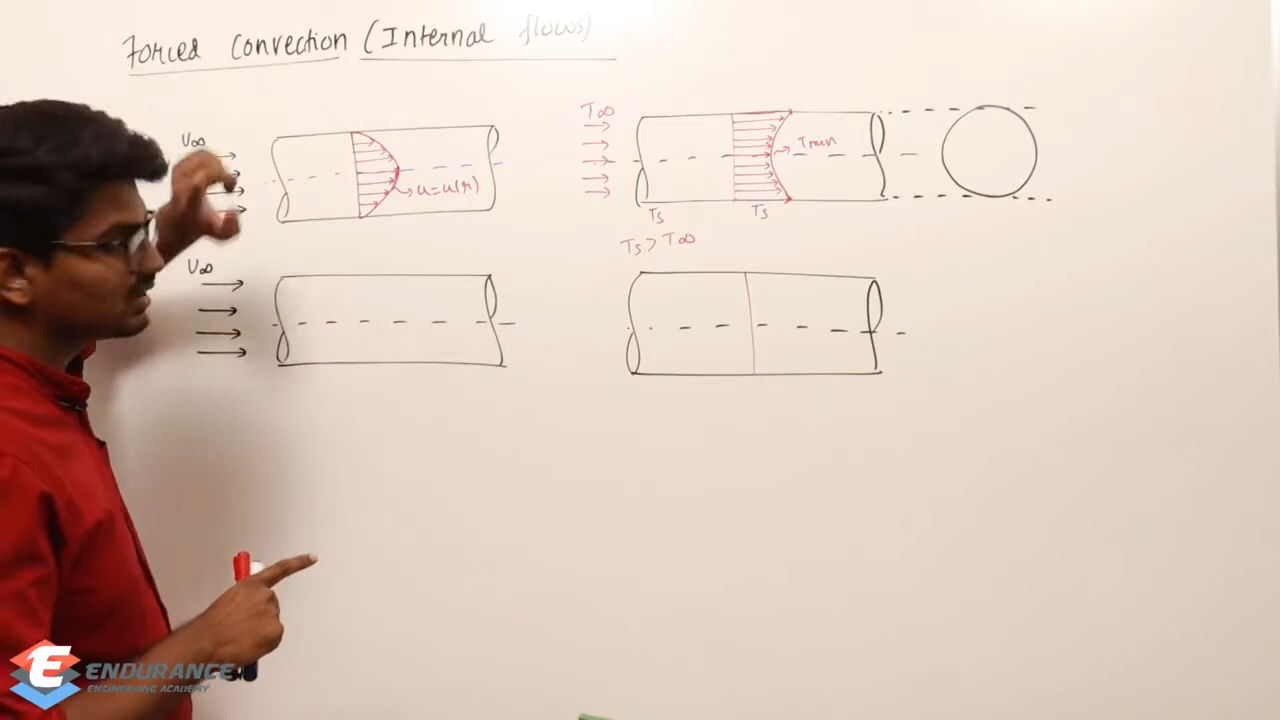 Forced Convection (Internal flows)
U∞
u=u(r)
T∞
Tmin
Ts
Ts
Ts > T∞
U∞
ENDURANCE
ENGINEERING ACADEMY